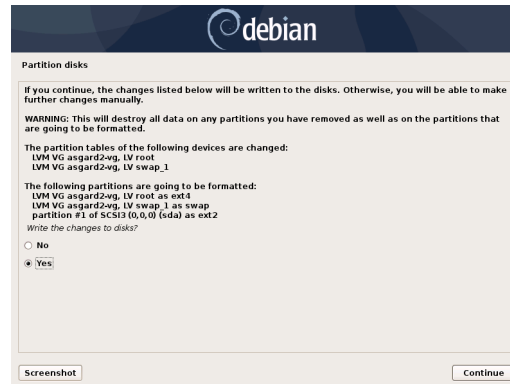 debian
Partition disks
If you continue, the changes listed below will be written to the disks. Otherwise, you will be able to make
further changes manually.
WARNING: This will destroy all data on any partitions you have removed as well as on the partitions that
are going to be formatted.
The partition tables of the following devices are changed:
LVM VG asgard2-vg, LV root
LVM VG asgard2-vg, LV swap_1
The following partitions are going to be formatted:
LVM VG asgard2-vg, LV root as ext4
LVM VG asgard2-vg, LV swap_1 as swap
partition #1 of SCSI3 (0,0,0) (sda) as ext2
Write the changes to disks?
No
Yes
Screenshot
Continue